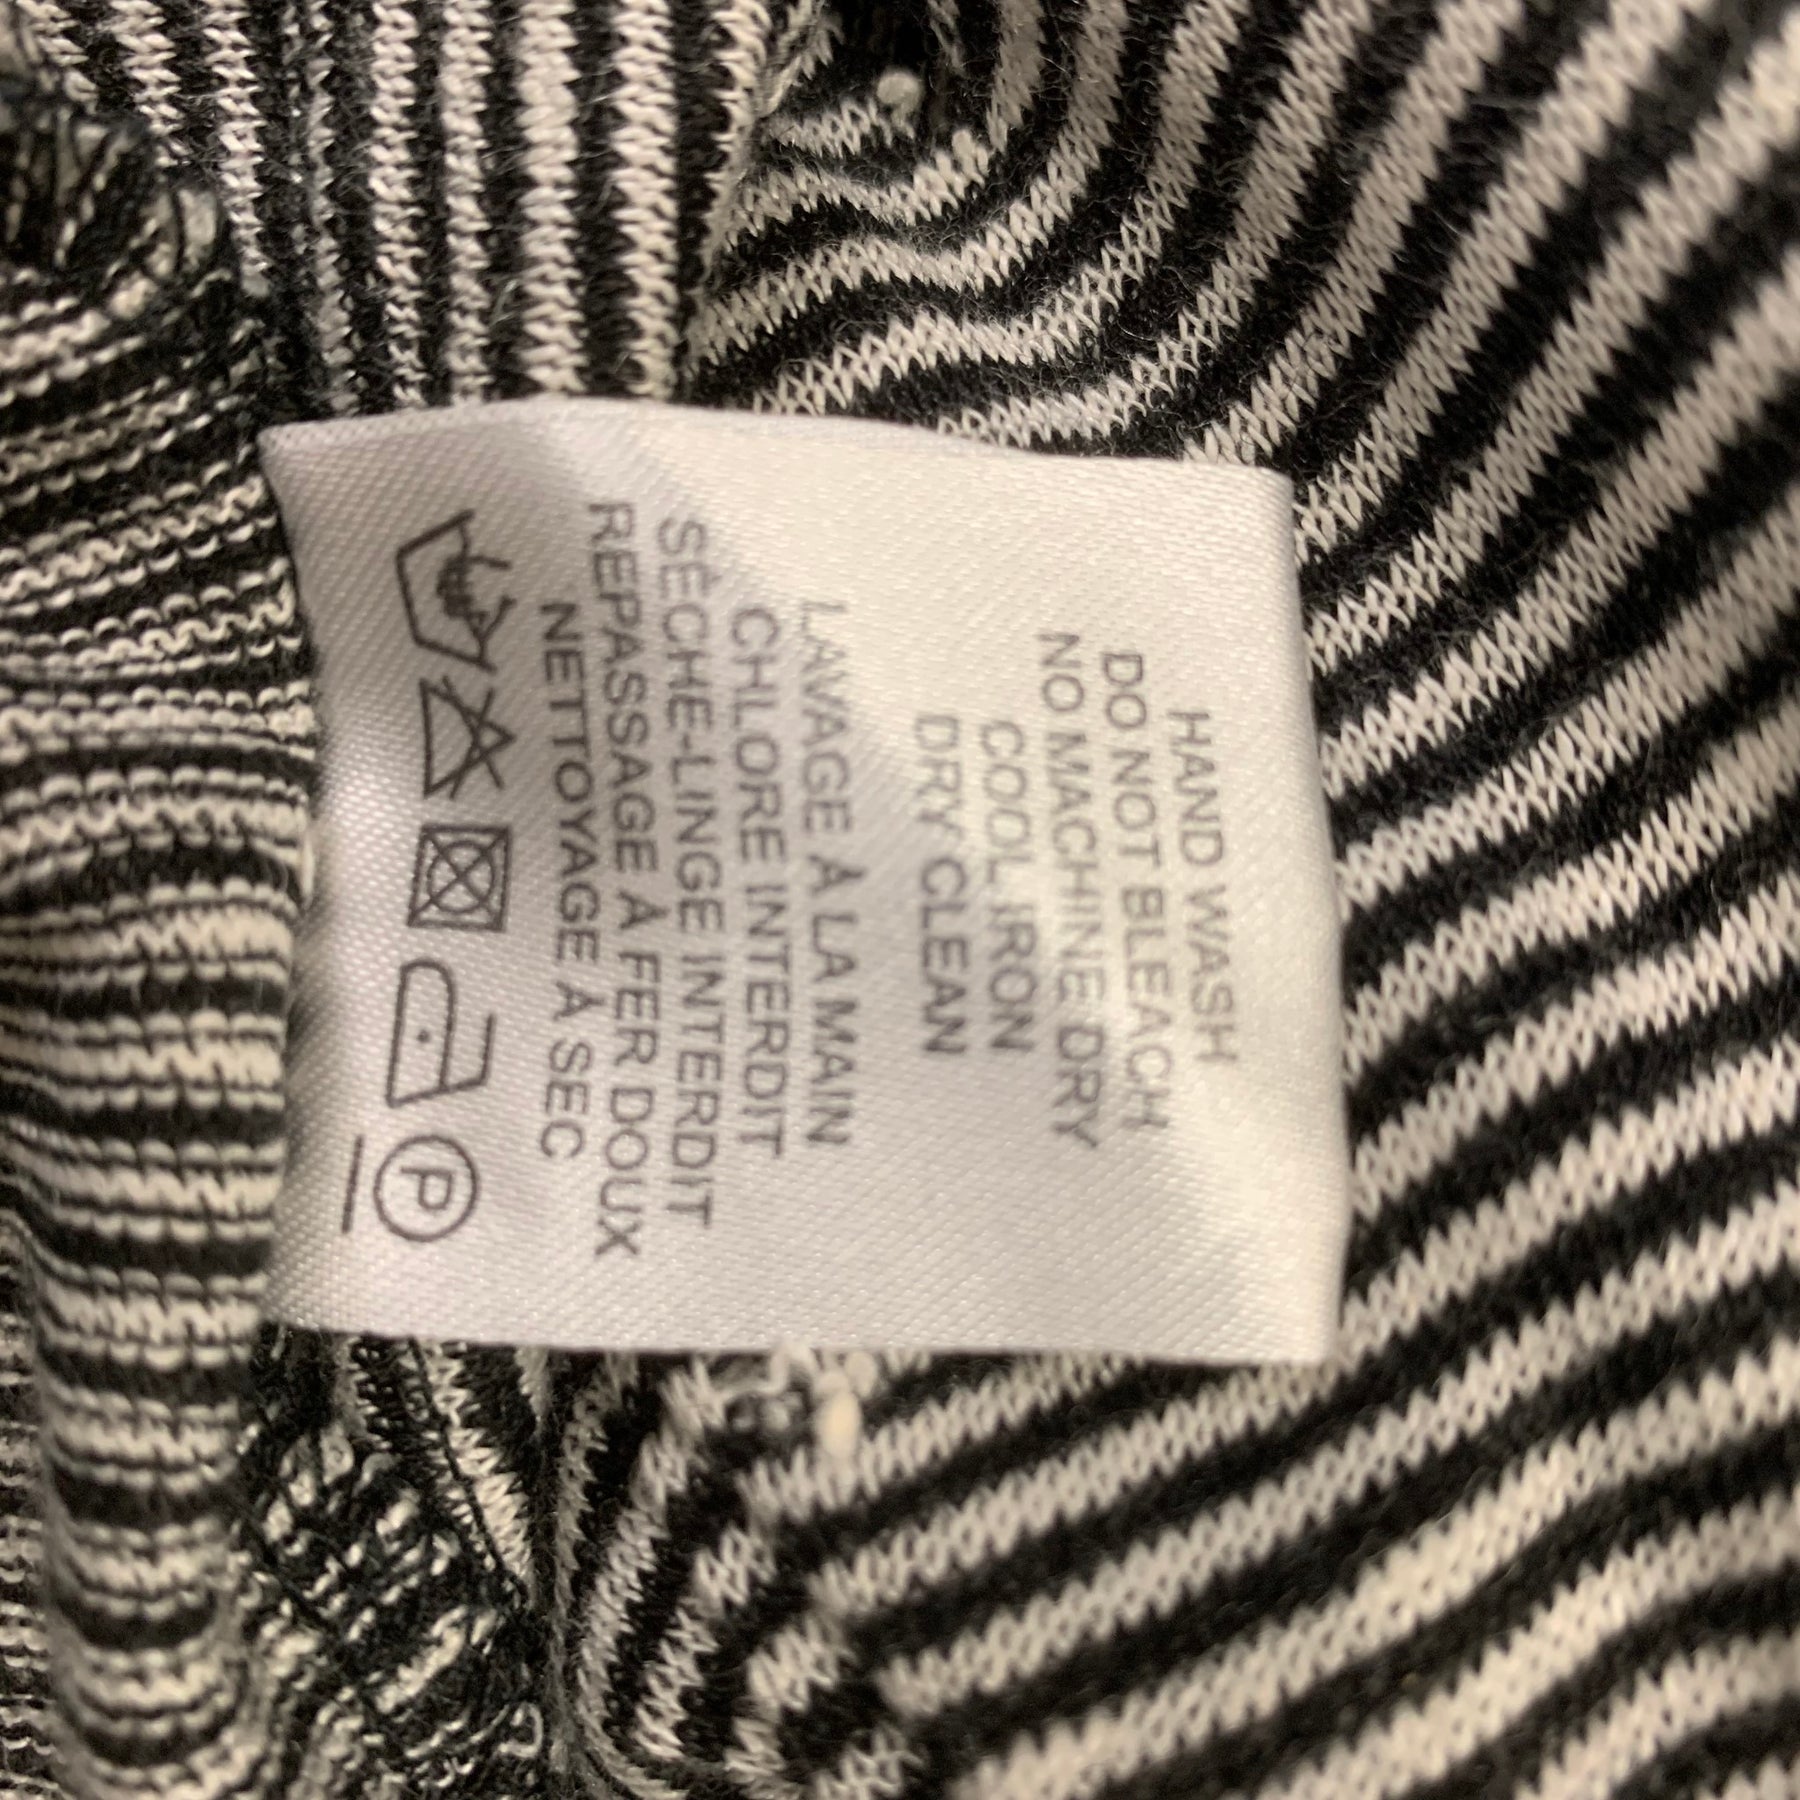 HAND WASH
DO NOT BLEACH
NO MACHINE DRY
COOL IRON
DRY CLEAN
LAVAGE À LA MAIN
CHLORE INTERDIT
SÈCHE-LINGE INTERDIT
REPASSAGE À FER DOUX
NETTOYAGE À SEC
P